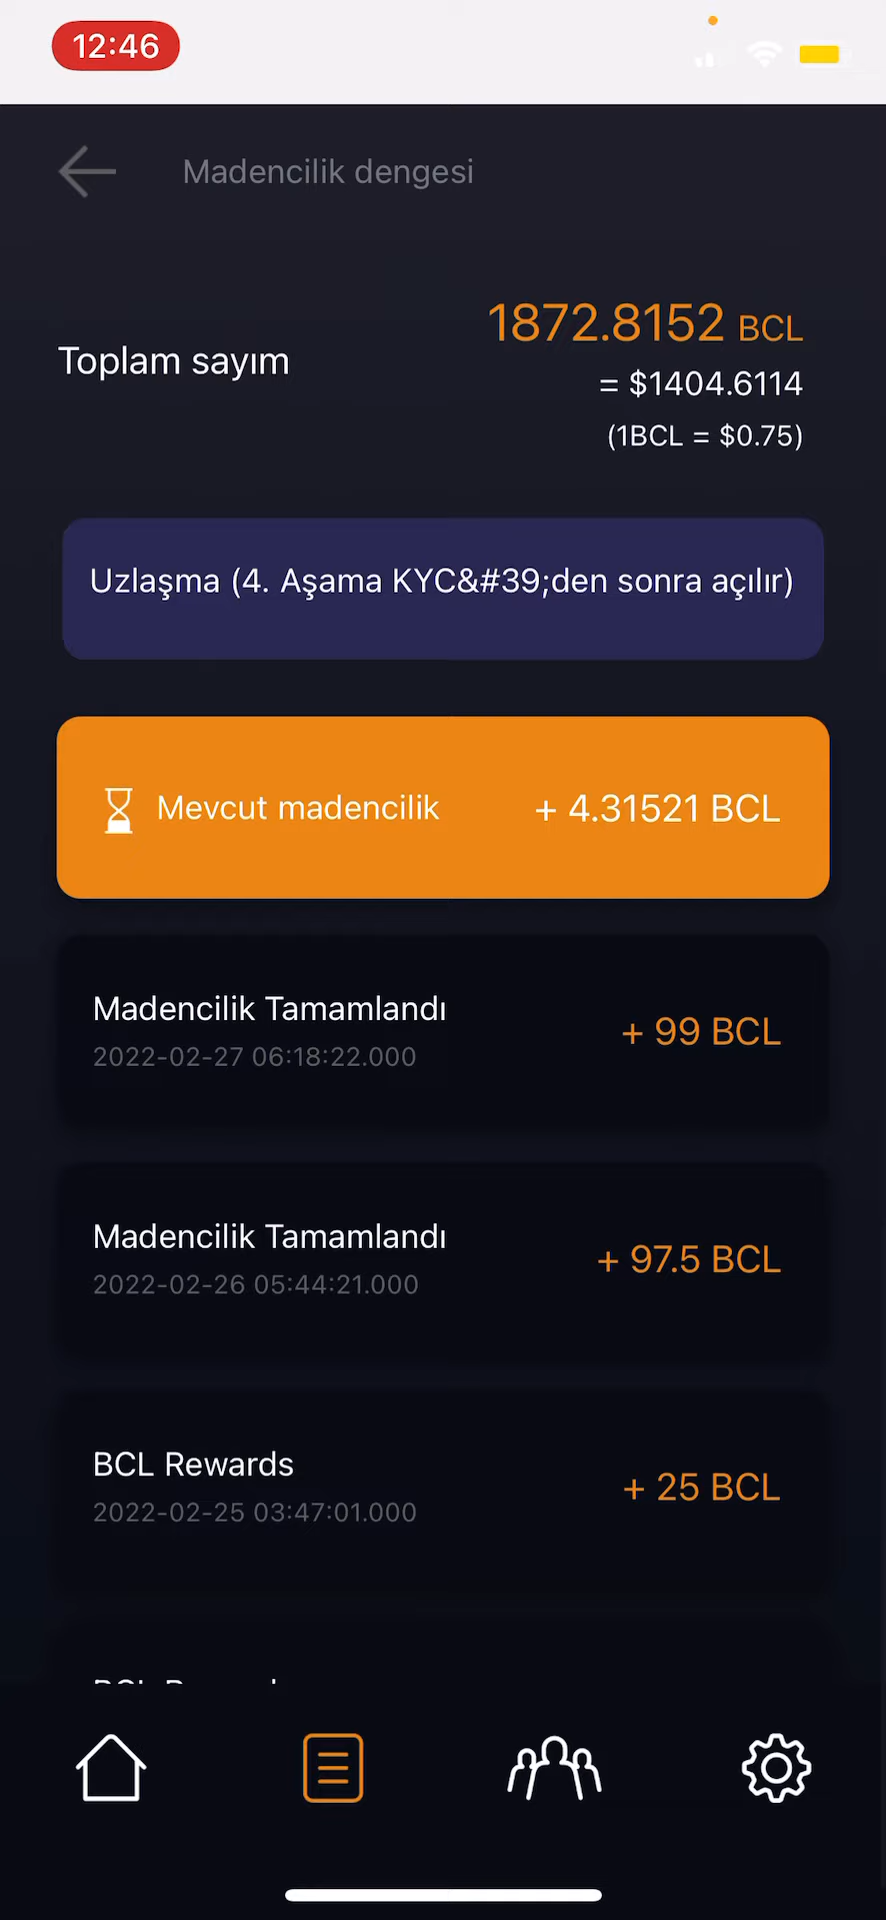 12:46
Madencilik dengesi
1872.8152 BCL
Toplam sayım
= $1404.6114
(1BCL = $0.75)
Uzlaşma (4. Aşama KYC&#39;den sonra açılır)
Mevcut madencilik + 4.31521 BCL
Madencilik Tamamlandı
+ 99 BCL
2022-02-27 06:18:22.000
Madencilik Tamamlandı
+ 97.5 BCL
2022-02-26 05:44:21.000
BCL Rewards
+ 25 BCL
2022-02-25 03:47:01.000